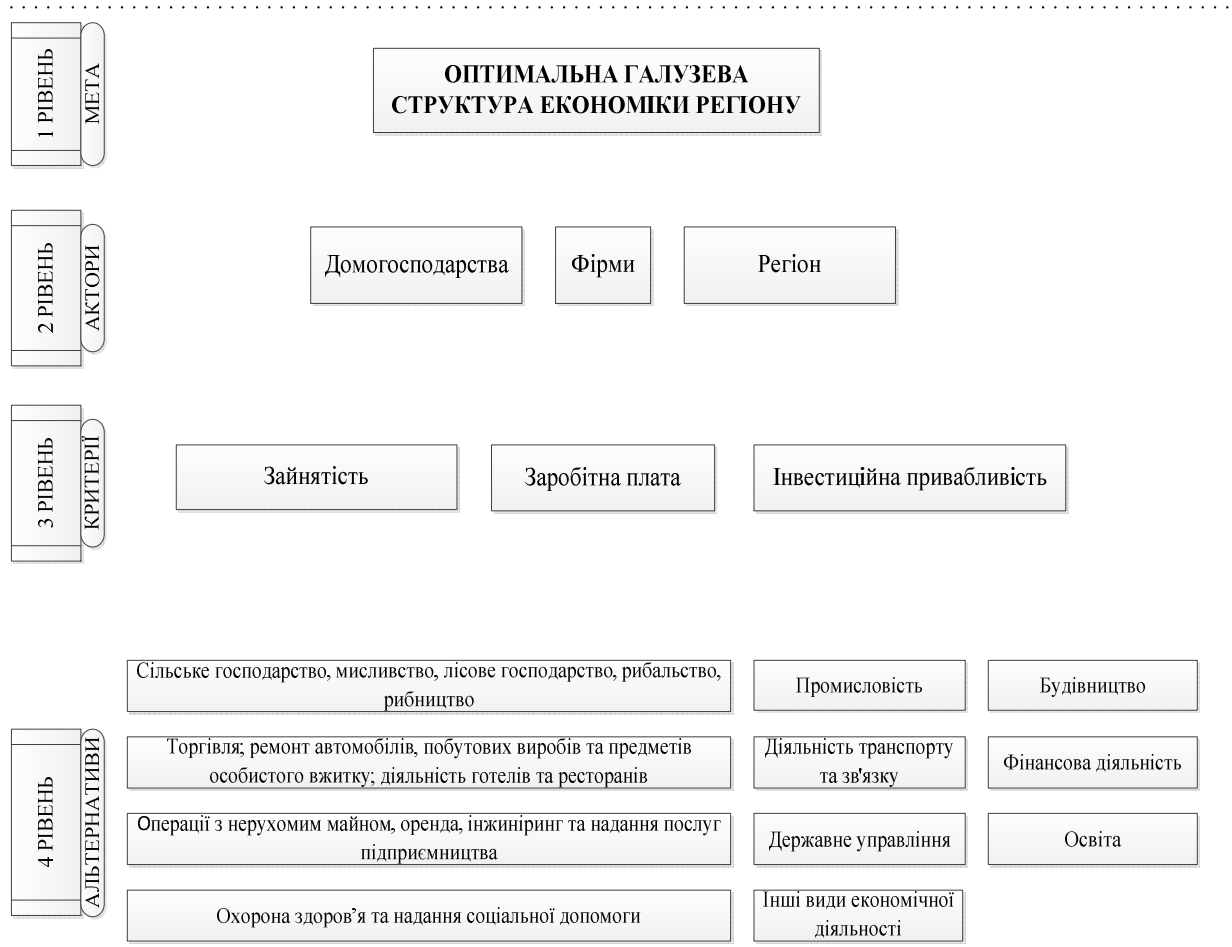 1 РІВЕНЬ
МЕТА
ОПТИМАЛЬНА ГАЛУЗЕВА
СТРУКТУРА ЕКОНОМІКИ РЕГІОНУ
2 РІВЕНЬ
АКТОРИ
Домогосподарства
Фірми
Регіон
3 РІВЕНЬ
КРИТЕРІЇ
Зайнятість
Заробітна плата
Інвестиційна привабливість
4 РІВЕНЬ
АЛЬТЕРНАТИВИ
Сільське господарство, мисливство, лісове господарство, рибальство,
рибництво
Промисловість
Будівництво
Торгівля; ремонт автомобілів, побутових виробів та предметів
особистого вжитку; діяльність готелів та ресторанів
Діяльність транспорту
та зв'язку
Фінансова діяльність
Операції з нерухомим майном, оренда, інжиніринг та надання послуг
підприємництва
Державне управління
Освіта
Охорона здоров’я та надання соціальної допомоги
Інші види економічної
діяльності